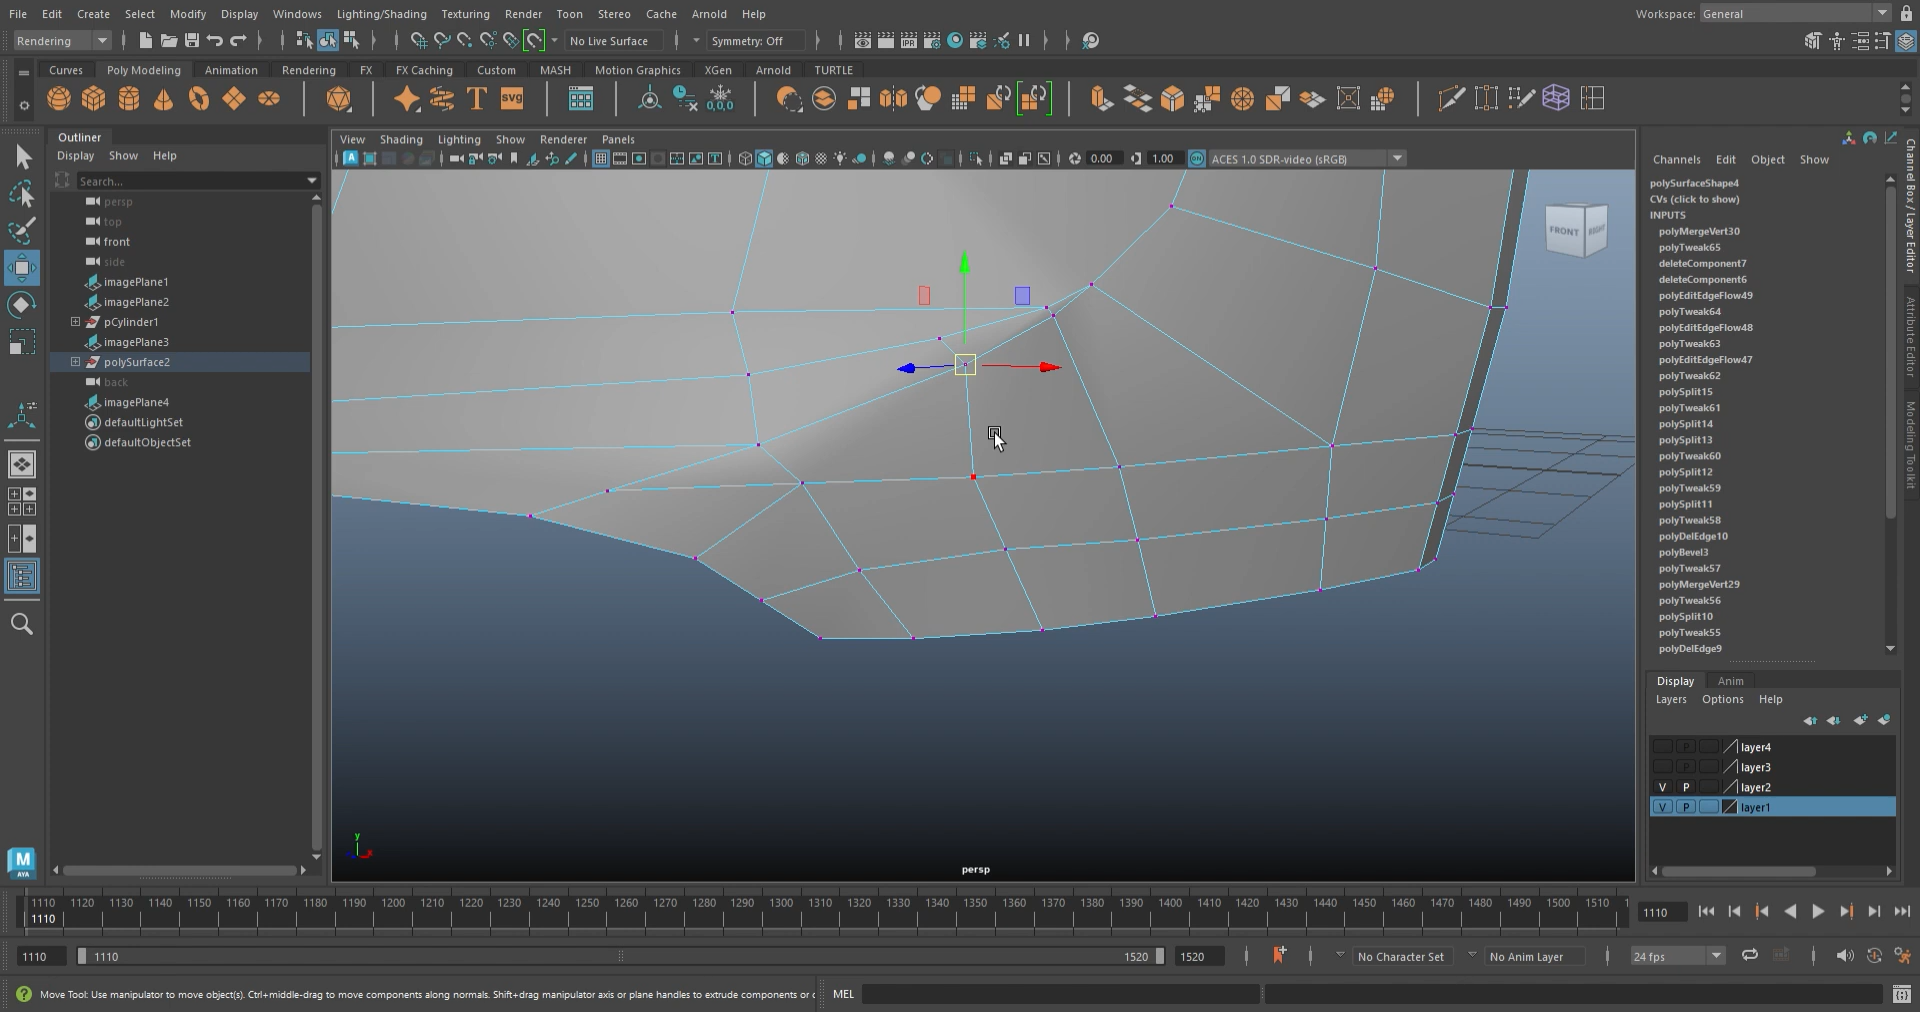 File Edit Create Select Modify Display Windows Lighting/Shading Texturing Render Toon Stereo Cache Arnold Help
Workspace: General
Rendering
No Live Surface
Symmetry: Off
Curves Poly Modeling Animation Rendering FX FX Caching Custom MASH Motion Graphics XGen Arnold TURTLE
Outliner
Display Show Help
Search...
persp
top
front
side
imagePlane1
imagePlane2
pCylinder1
imagePlane3
polySurface2
back
imagePlane4
defaultLightSet
defaultObjectSet
View Shading Lighting Show Renderer Panels
0.00 1.00 ACES 1.0 SDR-video (sRGB)
FRONT RIGHT
persp
Channels Edit Object Show
polySurfaceShape4
CVs (click to show)
INPUTS
polyMergeVert30
polyTweak65
deleteComponent7
deleteComponent6
polyEditEdgeFlow49
polyTweak64
polyEditEdgeFlow48
polyTweak63
polyEditEdgeFlow47
polyTweak62
polySplit15
polyTweak61
polySplit14
polySplit13
polyTweak60
polySplit12
polyTweak59
polySplit11
polyTweak58
polyDelEdge10
polyBevel3
polyTweak57
polyMergeVert29
polyTweak56
polySplit10
polyTweak55
polyDelEdge9
Channel Box / Layer Editor
Attribute Editor
Modeling Toolkit
Display Anim
Layers Options Help
P layer4
P layer3
V P layer2
V P layer1
1110 1120 1130 1140 1150 1160 1170 1180 1190 1200 1210 1220 1230 1240 1250 1260 1270 1280 1290 1300 1310 1320 1330 1340 1350 1360 1370 1380 1390 1400 1410 1420 1430 1440 1450 1460 1470 1480 1490 1500 1510
1110
1110
1110 1110 1520 1520
No Character Set
No Anim Layer
24 fps
Move Tool: Use manipulator to move object(s). Ctrl+middle-drag to move components along normals. Shift+drag manipulator axis or plane handles to extrude components or
MEL